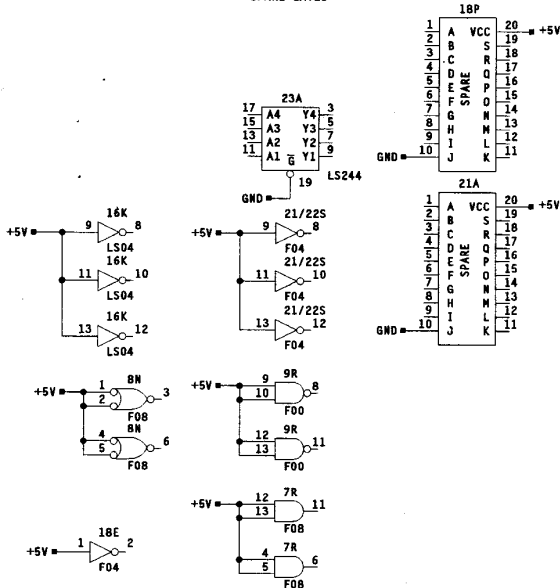 18P
1 A VCC 20 +5V
2 B S 19
3 C R 18
4 D Q 17
5 E P 16
6 F O 15
7 G N 14
8 H M 13
9 I L 12
GND 10 J K 11
SPARE
23A
17 A4 Y4 3
15 A3 Y3 5
13 A2 Y2 7
11 A1 Y1 9
G
19
LS244
GND
21A
1 A VCC 20 +5V
2 B S 19
3 C R 18
4 D Q 17
5 E P 16
6 F O 15
7 G N 14
8 H M 13
9 I L 12
GND 10 J K 11
SPARE
16K
+5V 9 8
LS04
16K
11 10
LS04
16K
13 12
LS04
21/22S
+5V 9 8
F04
21/22S
11 10
F04
21/22S
13 12
F04
8N
+5V 1 3
2
F08
8N
4 6
5
F08
9R
+5V 9 8
10
F00
9R
12 11
13
F00
7R
+5V 12 11
13
F08
7R
4 6
5
F08
18E
+5V 1 2
F04